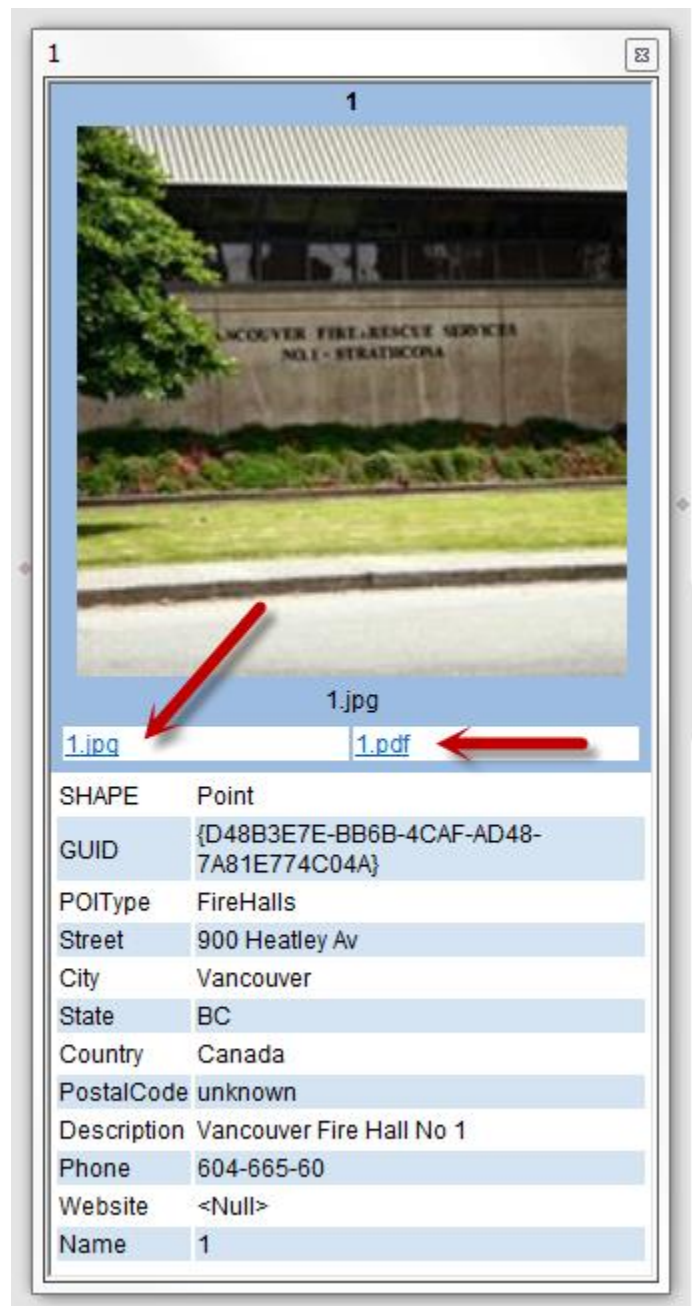 1
1
VANCOUVER FIRE & RESCUE SERVICES
NO. 1 - STRATHCONA
1.jpg
1.jpg 1.pdf
SHAPE Point
GUID {D48B3E7E-BB6B-4CAF-AD48-
7A81E774C04A}
POIType FireHalls
Street 900 Heatley Av
City Vancouver
State BC
Country Canada
PostalCode unknown
Description Vancouver Fire Hall No 1
Phone 604-665-60
Website <Null>
Name 1